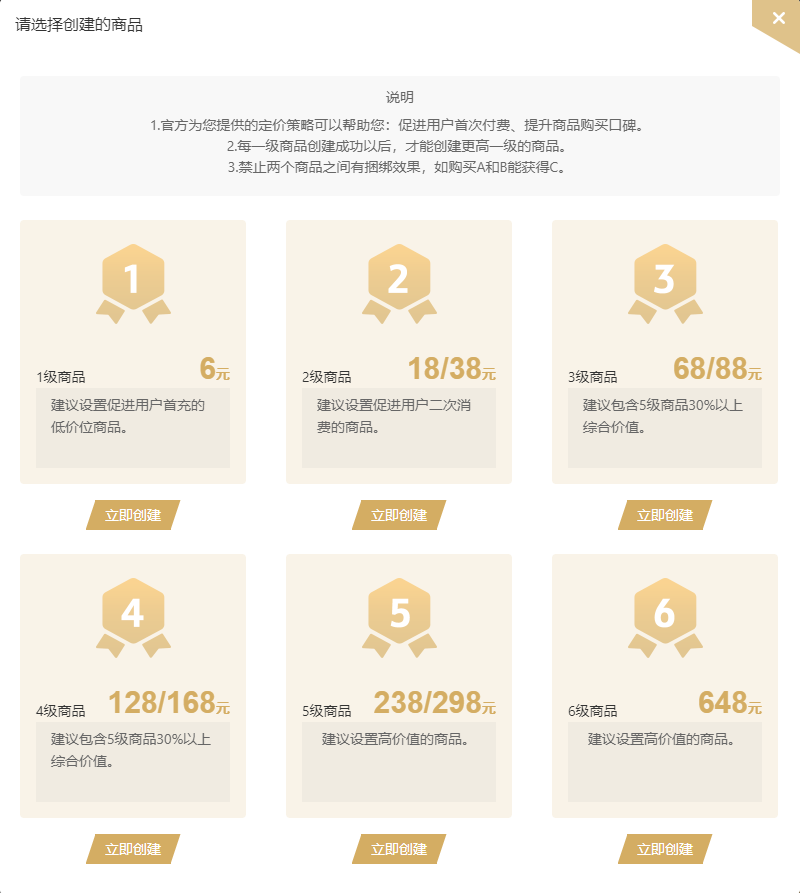 请选择创建的商品
说明
1.官方为您提供的定价策略可以帮助您：促进用户首次付费、提升商品购买口碑。
2.每一级商品创建成功以后，才能创建更高一级的商品。
3.禁止两个商品之间有捆绑效果，如购买A和B能获得C。
1
1级商品 6元
建议设置促进用户首充的
低价位商品。
立即创建
2
2级商品 18/38元
建议设置促进用户二次消
费的商品。
立即创建
3
3级商品 68/88元
建议包含5级商品30%以上
综合价值。
立即创建
4
4级商品 128/168元
建议包含5级商品30%以上
综合价值。
立即创建
5
5级商品 238/298元
建议设置高价值的商品。
立即创建
6
6级商品 648元
建议设置高价值的商品。
立即创建